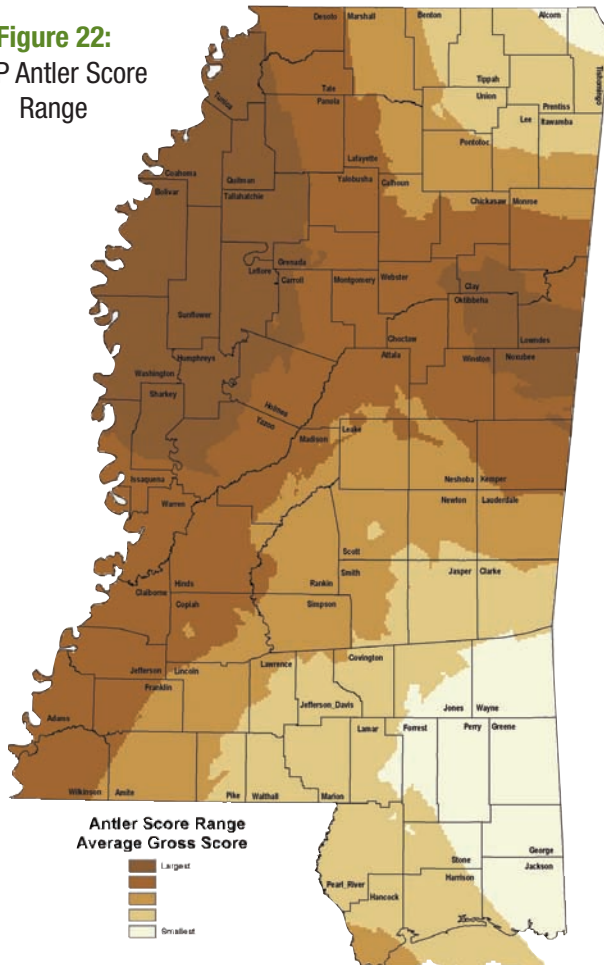 Figure 22:
P Antler Score
Range
Desoto
Marshall
Benton
Alcorn
Tippah
Tishomingo
Tunica
Tate
Panola
Union
Prentiss
Lee
Itawamba
Lafayette
Pontotoc
Coahoma
Quitman
Yalobusha
Calhoun
Bolivar
Tallahatchie
Chickasaw
Monroe
Grenada
Leflore
Carroll
Montgomery
Webster
Clay
Oktibbeha
Sunflower
Choctaw
Lowndes
Humphreys
Attala
Winston
Noxubee
Washington
Sharkey
Holmes
Yazoo
Madison
Leake
Issaquena
Neshoba
Kemper
Warren
Newton
Lauderdale
Scott
Hinds
Rankin
Smith
Jasper
Clarke
Claiborne
Copiah
Simpson
Jefferson
Lincoln
Lawrence
Covington
Franklin
Jefferson_Davis
Jones
Wayne
Adams
Lamar
Forrest
Perry
Greene
Wilkinson
Amite
Pike
Walthall
Marion
Antler Score Range
Average Gross Score
Largest
Smallest
George
Stone
Jackson
Pearl_River
Harrison
Hancock